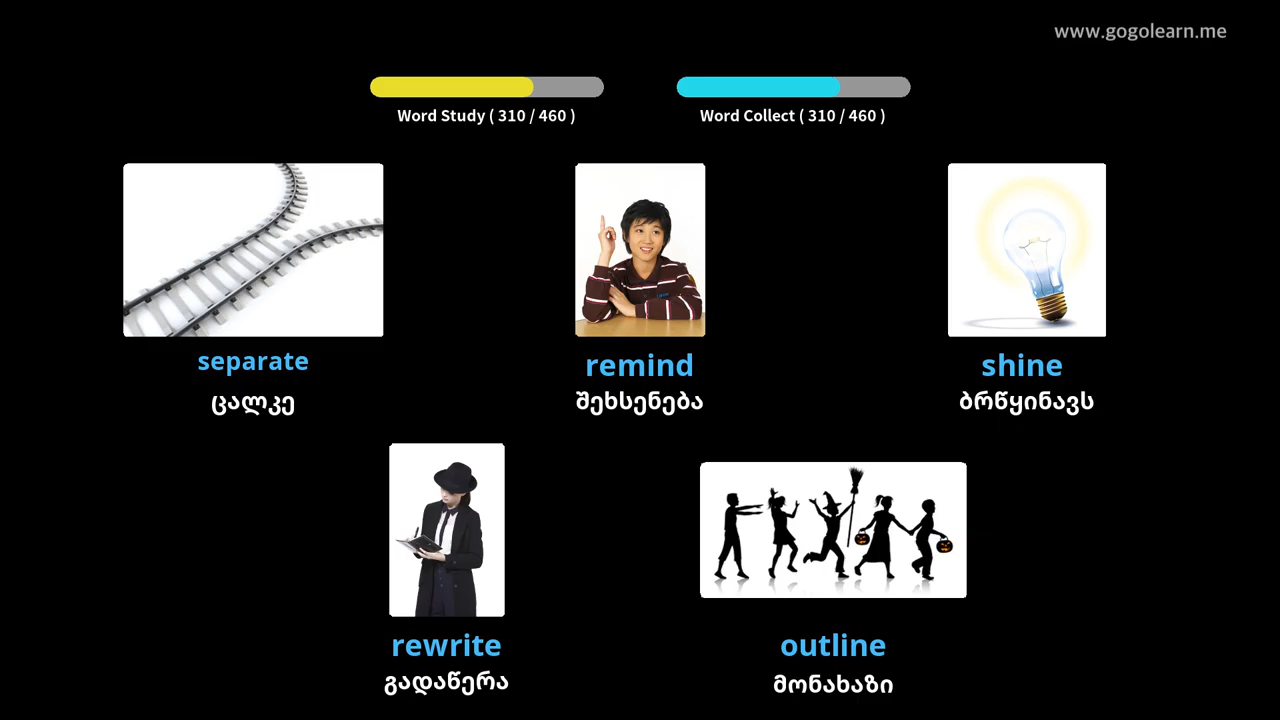 www.gogolearn.me
Word Study ( 310 / 460 )
Word Collect ( 310 / 460 )
separate
ცალკე
remind
შეხსენება
shine
ბრწყინავს
rewrite
გადაწერა
outline
მონახაზი